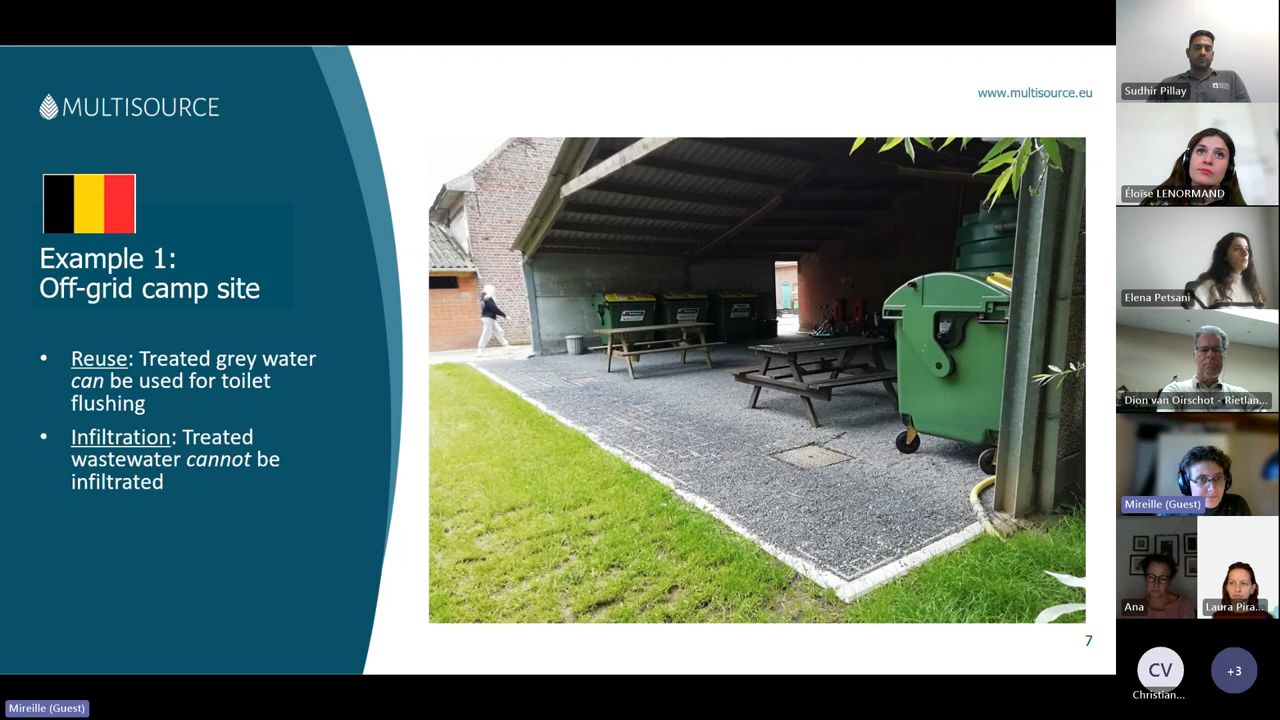 MULTISOURCE
www.multisource.eu
Example 1:
Off-grid camp site
• Reuse: Treated grey water
can be used for toilet
flushing
• Infiltration: Treated
wastewater cannot be
infiltrated
7
Mireille (Guest)
Sudhir Pillay
Éloïse LENORMAND
Elena Petsani
Dion van Oirschot - Rietlan...
Mireille (Guest)
Ana
Laura Pira...
CV
Christian...
+3